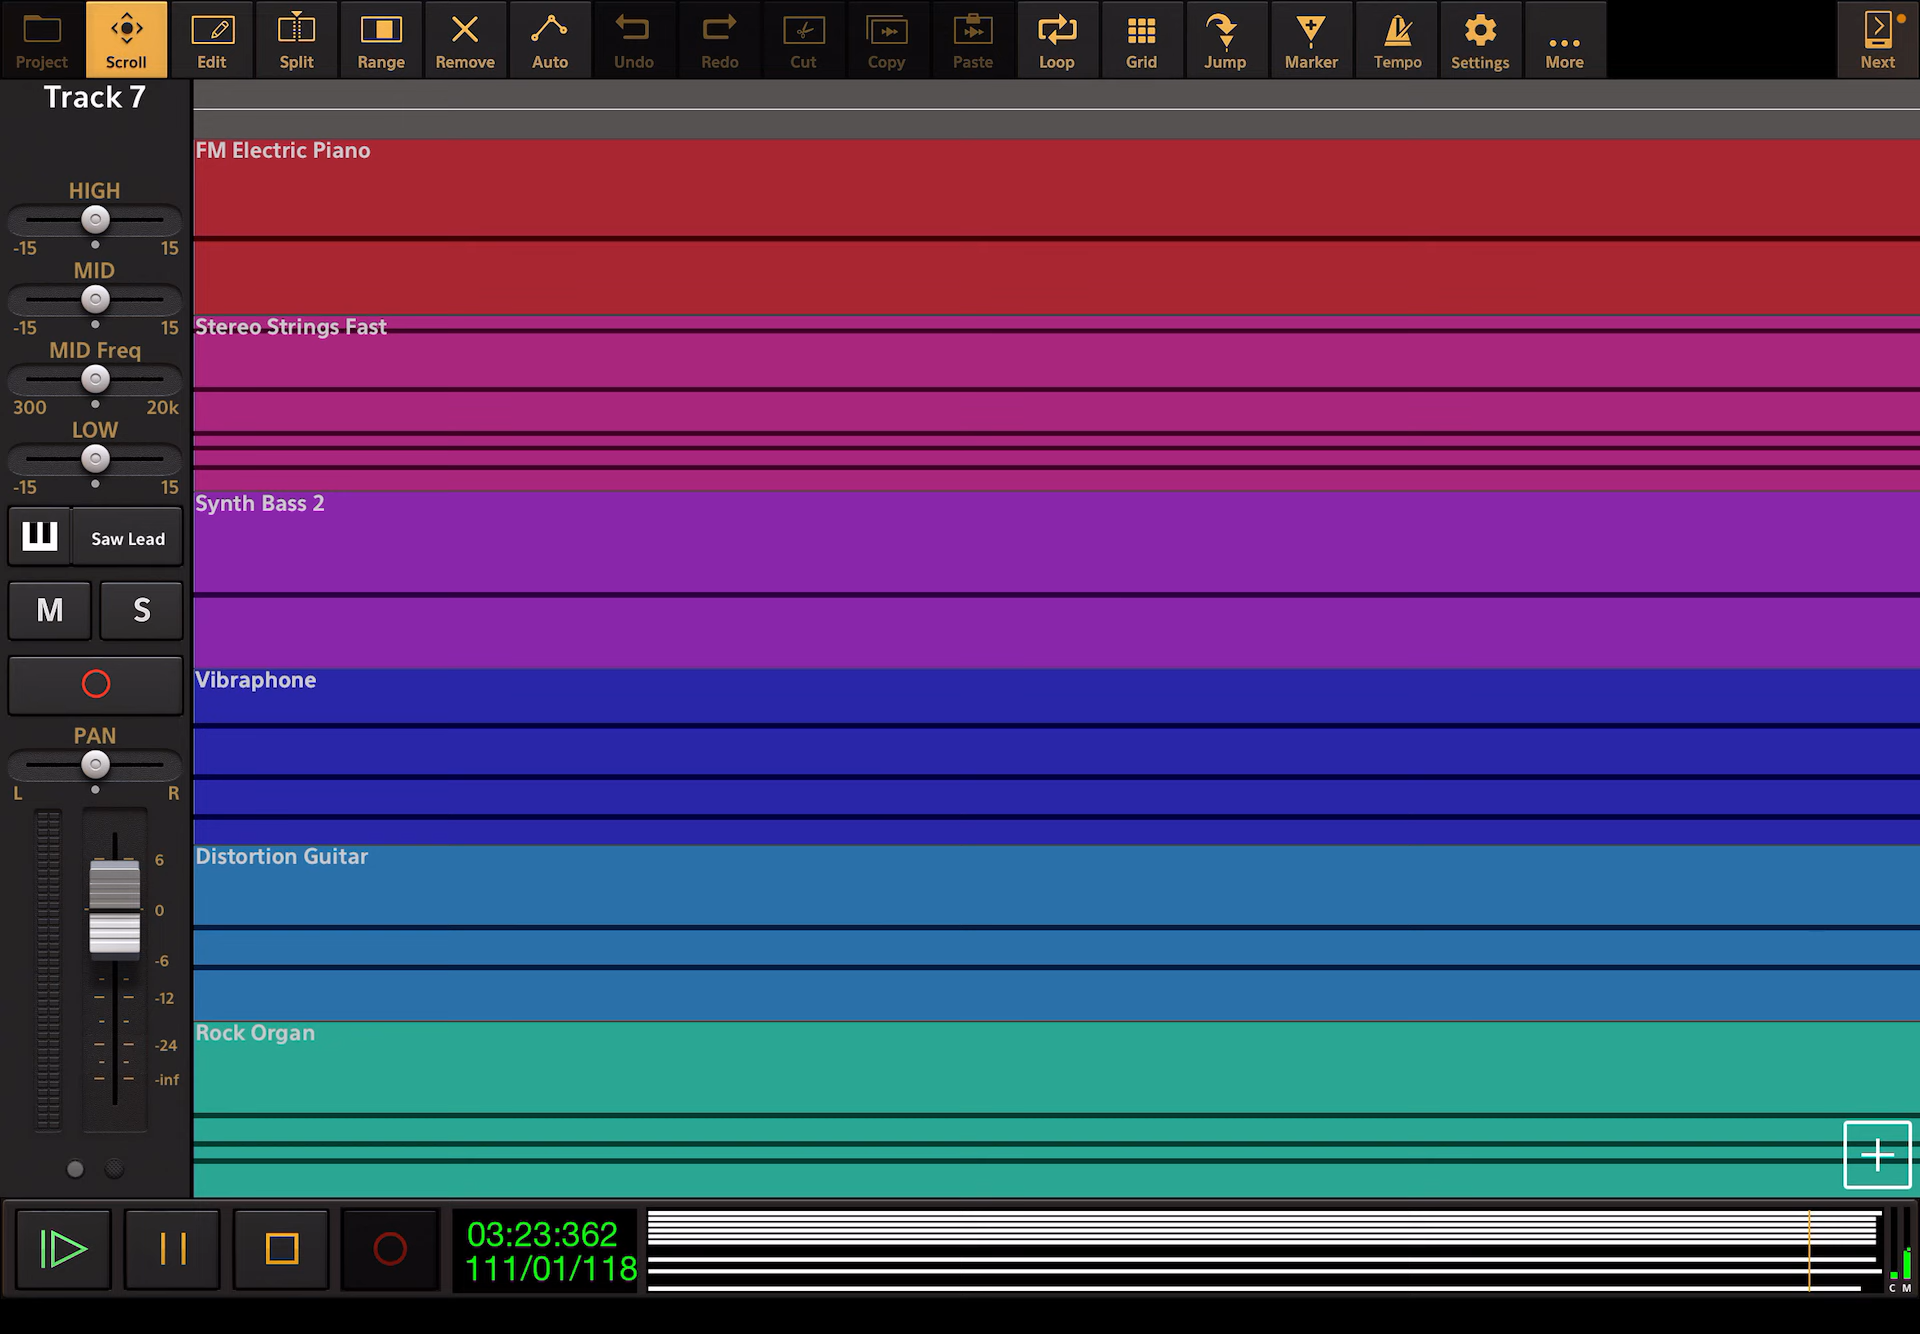 Project Scroll Edit Split Range Remove Auto Undo Redo Cut Copy Paste Loop Grid Jump Marker Tempo Settings More Next
Track 7
HIGH
-15 15
MID
-15 15
MID Freq
300 20k
LOW
-15 15
Saw Lead
M S
PAN
L R
6
0
-6
-12
-24
-inf
FM Electric Piano
Stereo Strings Fast
Synth Bass 2
Vibraphone
Distortion Guitar
Rock Organ
03:23:362
111/01/118
C M